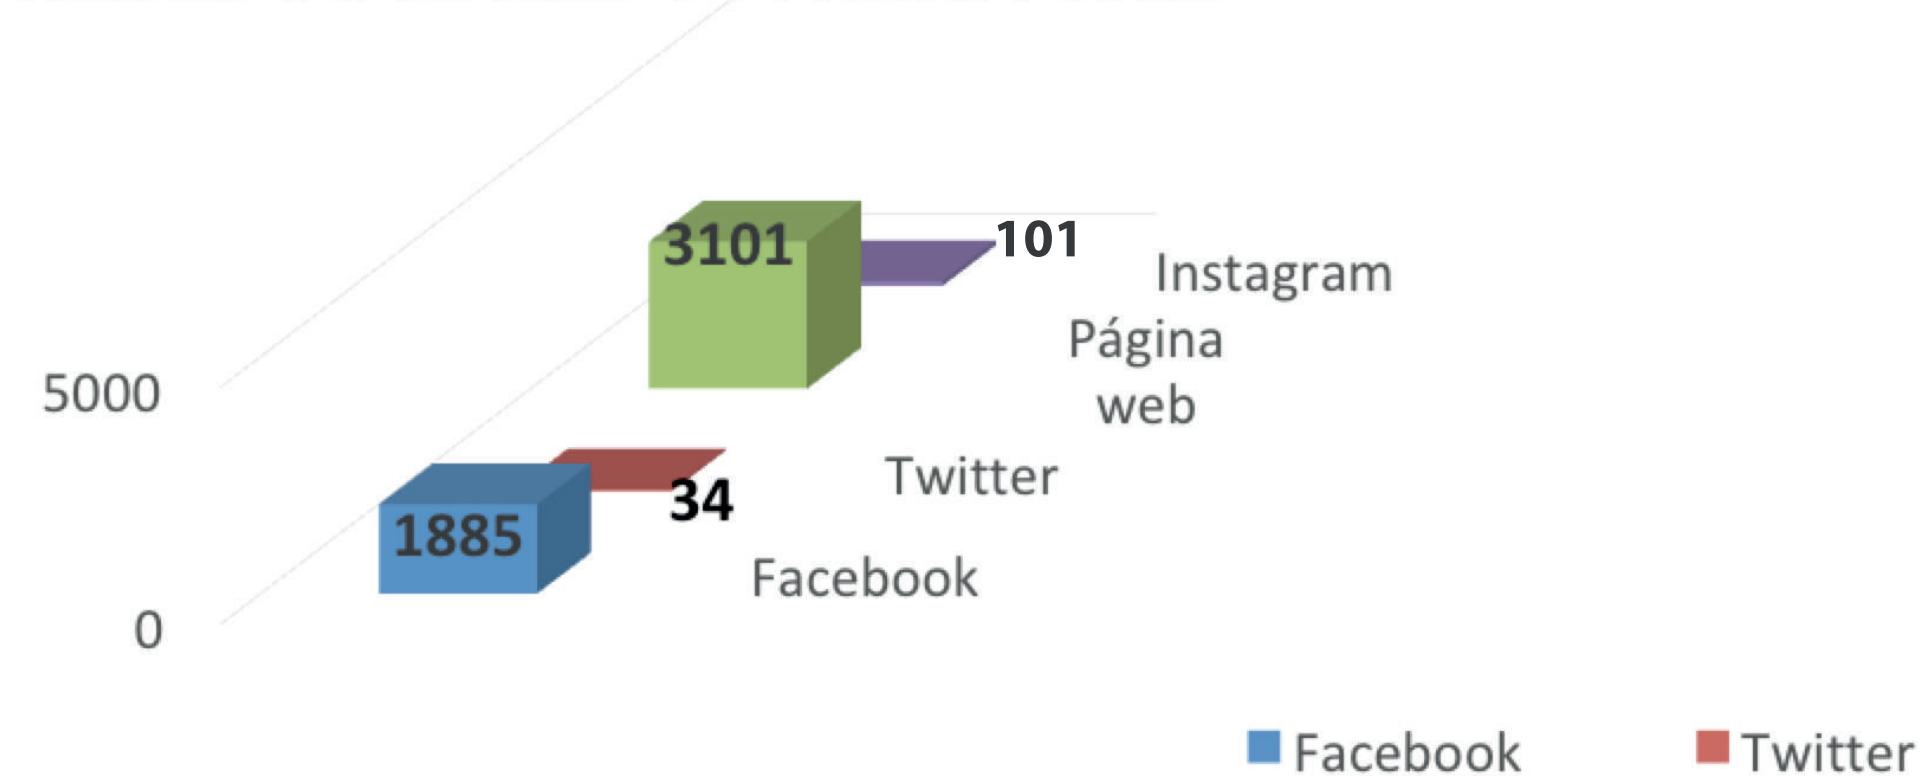 3101
101
Instagram
Página
web
5000
Twitter
34
1885
Facebook
0
Facebook
Twitter